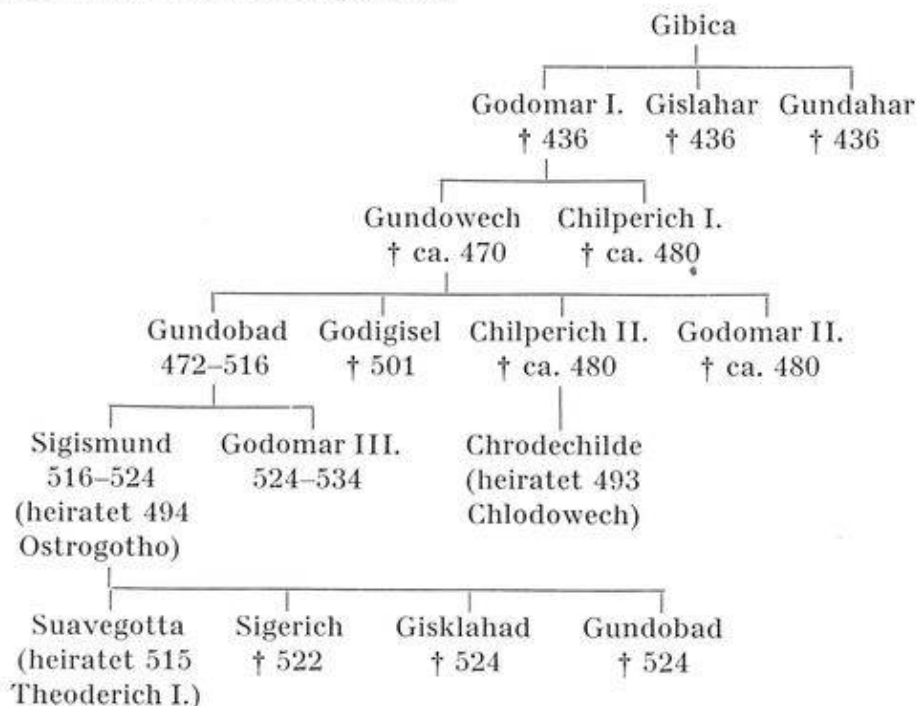 Gibica
Godomar I. Gislahar Gundahar
† 436 † 436 † 436
Gundowech Chilperich I.
† ca. 470 † ca. 480
Gundobad Godigisel Chilperich II. Godomar II.
472–516 † 501 † ca. 480 † ca. 480
Sigismund Godomar III. Chrodechilde
516–524 524–534 (heiratet 493
(heiratet 494 Chlodowech)
Ostrogotho)
Suavegotta Sigerich Gisklahad Gundobad
(heiratet 515 † 522 † 524 † 524
Theoderich I.)